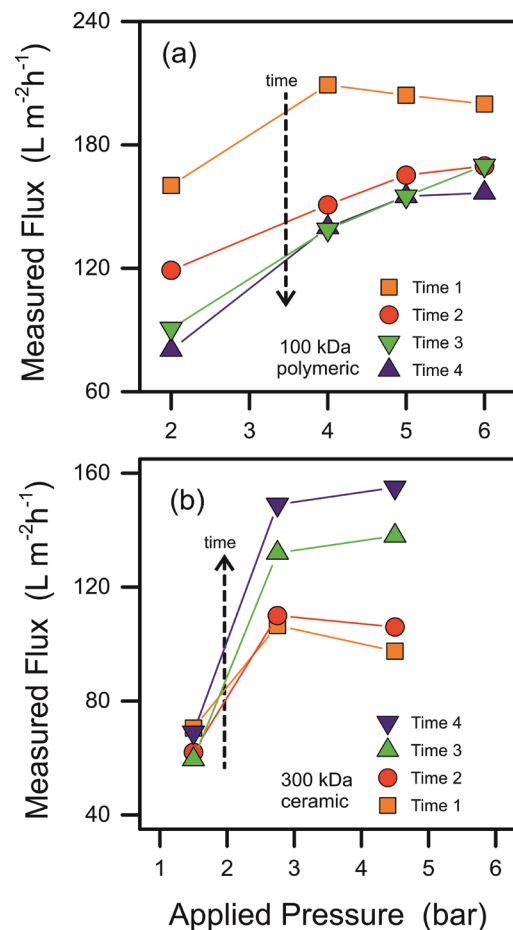 240
(a)
time
180
120
60
Measured Flux (L m⁻²h⁻¹)
Time 1
Time 2
Time 3
Time 4
100 kDa
polymeric
2 3 4 5 6
160
(b)
time
120
80
40
Measured Flux (L m⁻²h⁻¹)
Time 4
Time 3
Time 2
Time 1
300 kDa
ceramic
1 2 3 4 5 6
Applied Pressure (bar)